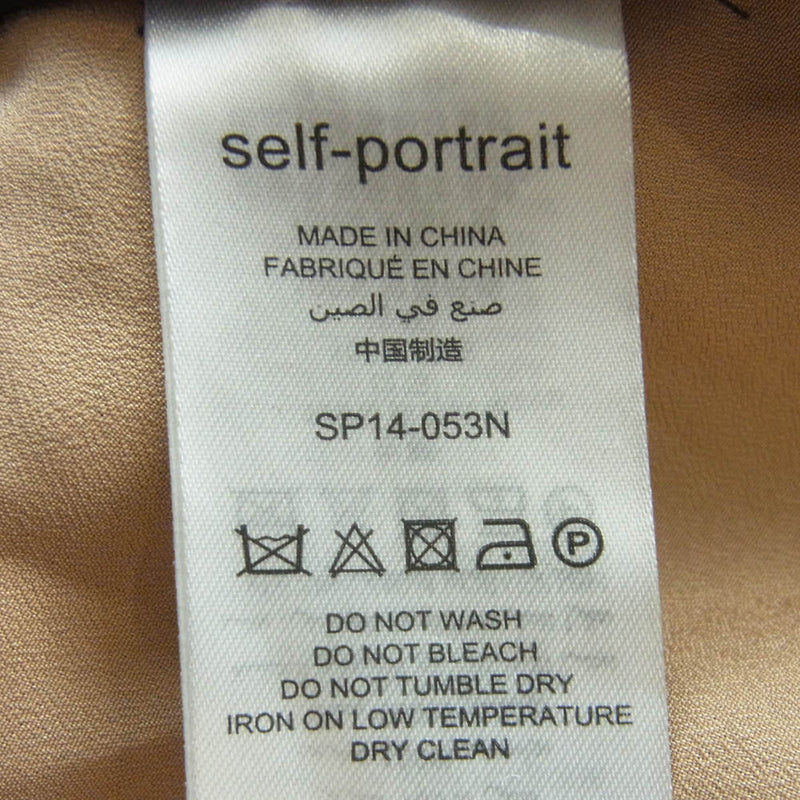 self-portrait
MADE IN CHINA
FABRIQUÉ EN CHINE
صنع في الصين
中国制造
SP14-053N
P
DO NOT WASH
DO NOT BLEACH
DO NOT TUMBLE DRY
IRON ON LOW TEMPERATURE
DRY CLEAN